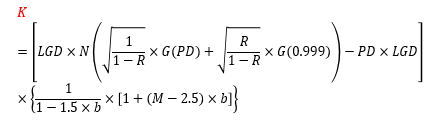 K
= [LGD × N (√(1/(1 − R)) × G(PD) + √(R/(1 − R)) × G(0.999)) − PD × LGD]
× {1/(1 − 1.5 × b) × [1 + (M − 2.5) × b]}